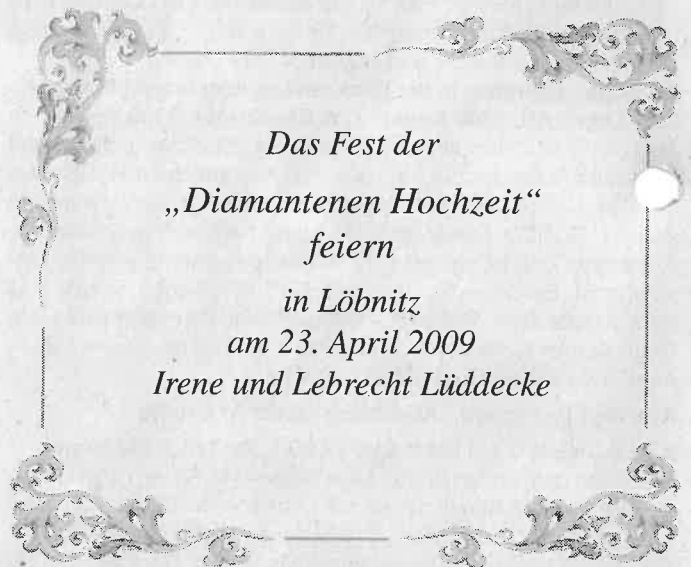 Das Fest der
„Diamantenen Hochzeit“
feiern
in Löbnitz
am 23. April 2009
Irene und Lebrecht Lüddecke